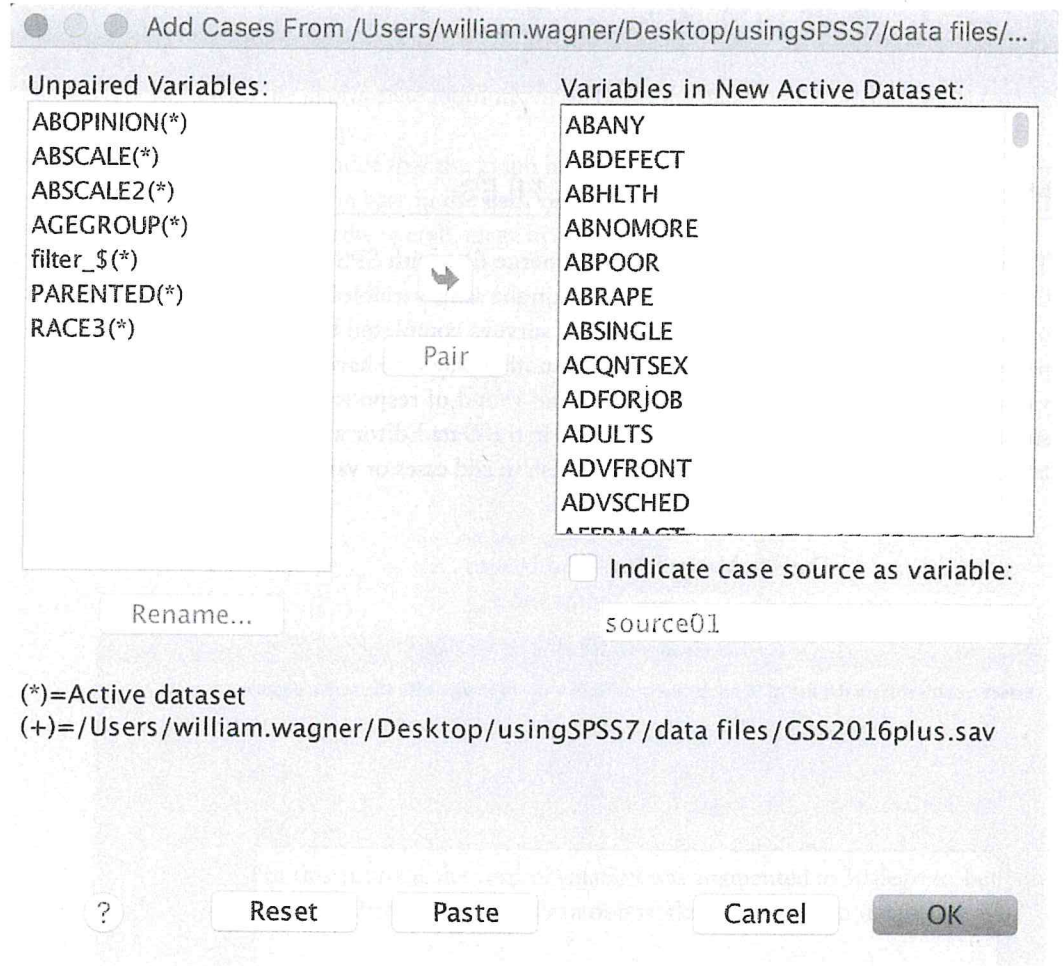 Add Cases From /Users/william.wagner/Desktop/usingSPSS7/data files/...
Unpaired Variables:
ABOPINION(*)
ABSCALE(*)
ABSCALE2(*)
AGEGROUP(*)
filter_$(*)
PARENTED(*)
RACE3(*)
Rename...
Pair
Variables in New Active Dataset:
ABANY
ABDEFECT
ABHLTH
ABNOMORE
ABPOOR
ABRAPE
ABSINGLE
ACQNTSEX
ADFORJOB
ADULTS
ADVFRONT
ADVSCHED
Indicate case source as variable:
source01
(*)=Active dataset
(+)=/Users/william.wagner/Desktop/usingSPSS7/data files/GSS2016plus.sav
?
Reset
Paste
Cancel
OK